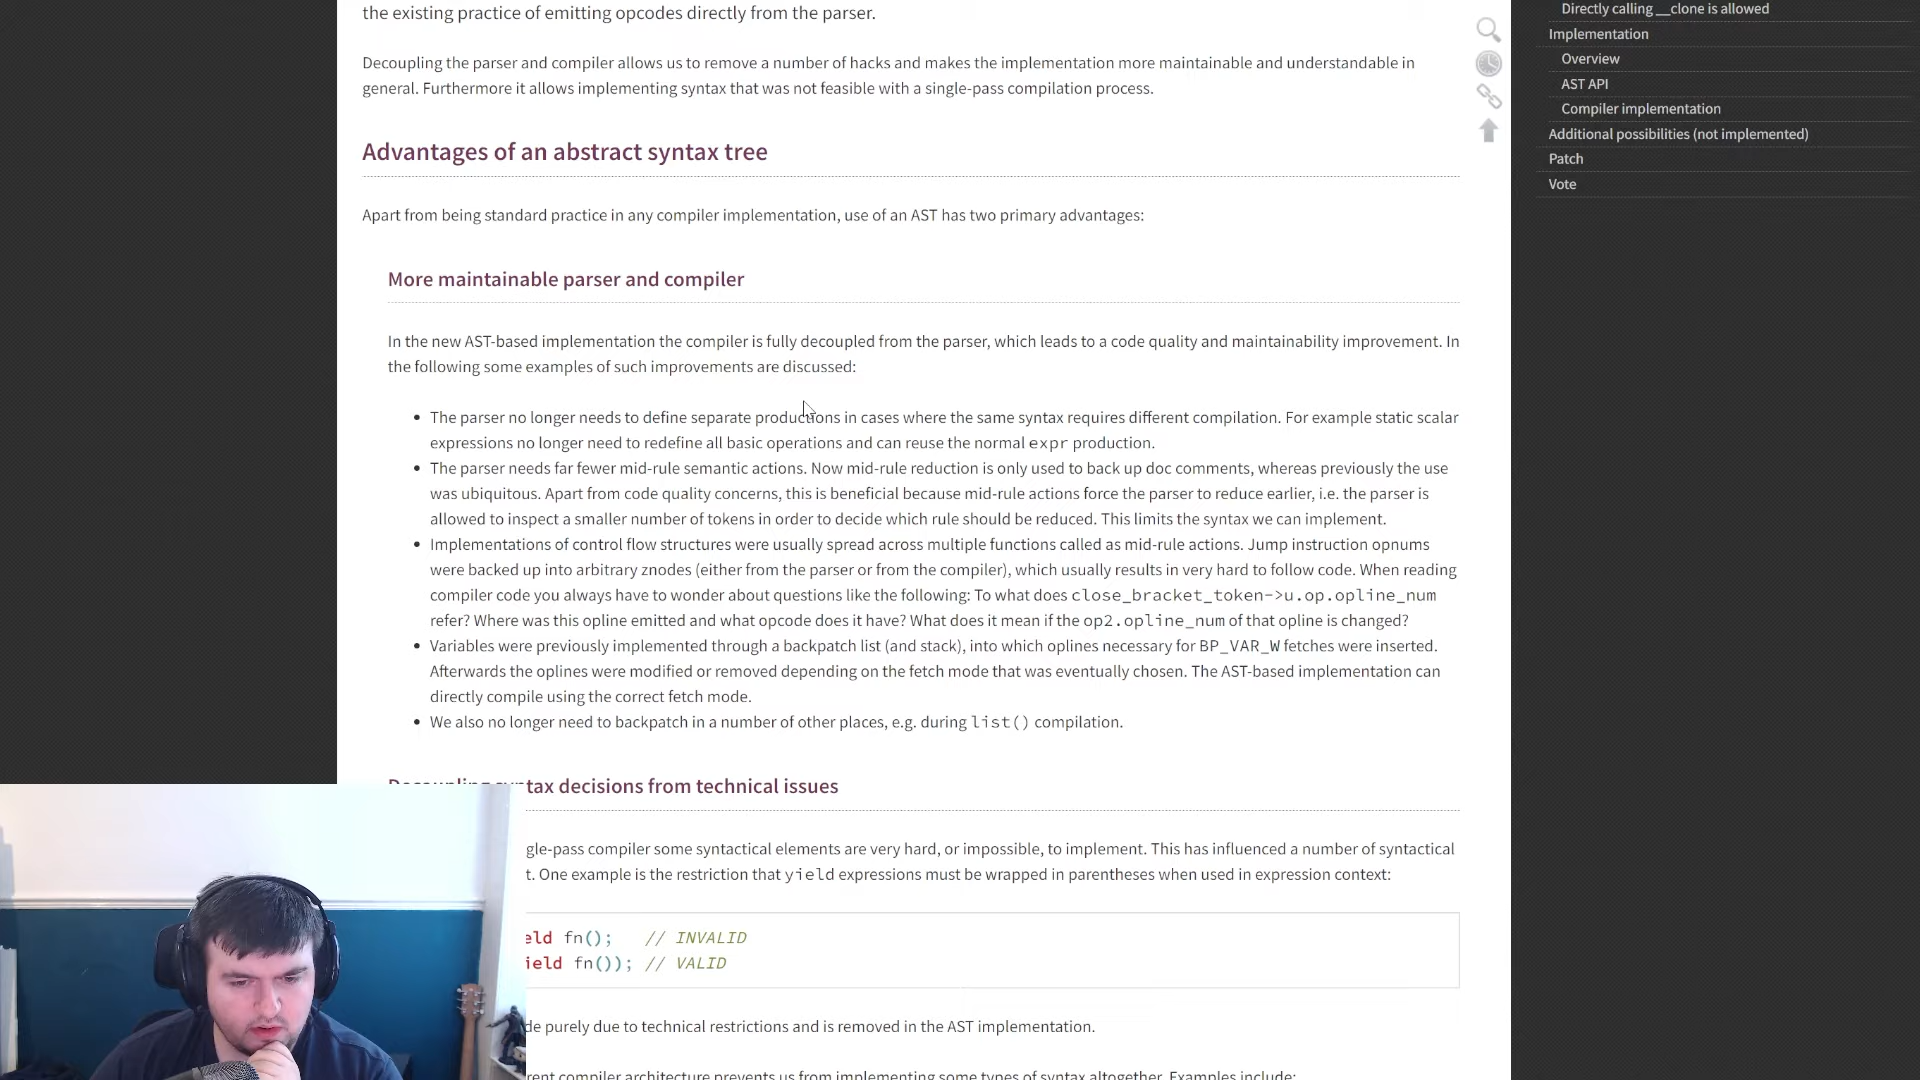 the existing practice of emitting opcodes directly from the parser.
Decoupling the parser and compiler allows us to remove a number of hacks and makes the implementation more maintainable and understandable in
general. Furthermore it allows implementing syntax that was not feasible with a single-pass compilation process.
Advantages of an abstract syntax tree
Apart from being standard practice in any compiler implementation, use of an AST has two primary advantages:
More maintainable parser and compiler
In the new AST-based implementation the compiler is fully decoupled from the parser, which leads to a code quality and maintainability improvement. In
the following some examples of such improvements are discussed:
• The parser no longer needs to define separate productions in cases where the same syntax requires different compilation. For example static scalar
expressions no longer need to redefine all basic operations and can reuse the normal expr production.
• The parser needs far fewer mid-rule semantic actions. Now mid-rule reduction is only used to back up doc comments, whereas previously the use
was ubiquitous. Apart from code quality concerns, this is beneficial because mid-rule actions force the parser to reduce earlier, i.e. the parser is
allowed to inspect a smaller number of tokens in order to decide which rule should be reduced. This limits the syntax we can implement.
• Implementations of control flow structures were usually spread across multiple functions called as mid-rule actions. Jump instruction opnums
were backed up into arbitrary znodes (either from the parser or from the compiler), which usually results in very hard to follow code. When reading
compiler code you always have to wonder about questions like the following: To what does close_bracket_token->u.op.opline_num
refer? Where was this opline emitted and what opcode does it have? What does it mean if the op2.opline_num of that opline is changed?
• Variables were previously implemented through a backpatch list (and stack), into which oplines necessary for BP_VAR_W fetches were inserted.
Afterwards the oplines were modified or removed depending on the fetch mode that was eventually chosen. The AST-based implementation can
directly compile using the correct fetch mode.
• We also no longer need to backpatch in a number of other places, e.g. during list() compilation.
tax decisions from technical issues
gle-pass compiler some syntactical elements are very hard, or impossible, to implement. This has influenced a number of syntactical
t. One example is the restriction that yield expressions must be wrapped in parentheses when used in expression context:
eld fn(); // INVALID
ield fn()); // VALID
de purely due to technical restrictions and is removed in the AST implementation.
rent compiler architecture prevents us from implementing some types of syntax altogether. Examples include:
Directly calling __clone is allowed
Implementation
Overview
AST API
Compiler implementation
Additional possibilities (not implemented)
Patch
Vote